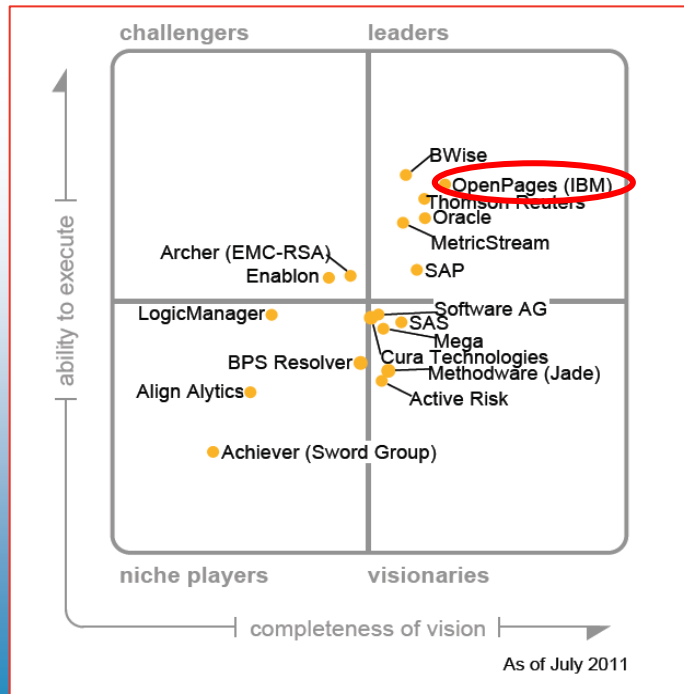 challengers
leaders
BWise
OpenPages (IBM)
Thomson Reuters
Oracle
MetricStream
Archer (EMC-RSA)
Enablon
SAP
LogicManager
Software AG
SAS
Mega
Cura Technologies
BPS Resolver
Methodware (Jade)
Align Alytics
Active Risk
Achiever (Sword Group)
niche players
visionaries
ability to execute
completeness of vision
As of July 2011